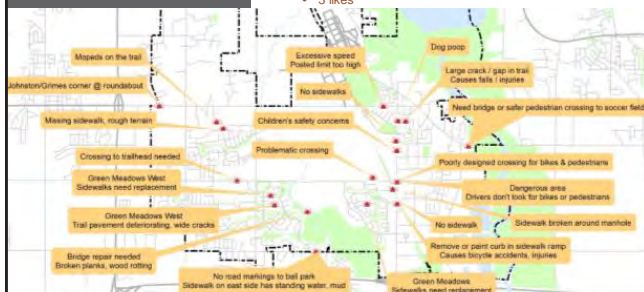 3 likes
Mopeds on the trail
Johnston/Grimes corner @ roundabout
Missing sidewalk, rough terrain
Crossing to trailhead needed
Green Meadows West
Sidewalks need replacement
Green Meadows West
Trail pavement deteriorating, wide cracks
Bridge repair needed
Broken planks, wood rotting
Excessive speed
Posted limit too high
No sidewalks
Children's safety concerns
Problematic crossing
No road markings to ball park
Sidewalk on east side has standing water, mud
Dog poop
Large crack / gap in trail
Causes falls / injuries
Need bridge or safer pedestrian crossing to soccer field
Poorly designed crossing for bikes & pedestrians
Dangerous area
Drivers don't look for bikes or pedestrians
No sidewalk
Sidewalk broken around manhole
Remove or paint curb in sidewalk ramp
Causes bicycle accidents, injuries
Green Meadows
Sidewalks need replacement